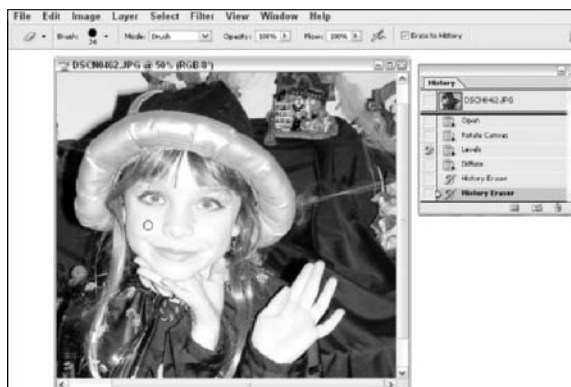 File Edit Image Layer Select Filter View Window Help
Brush: 24 Mode: Brush Opacity: 100% Flow: 100% Erase to History
DSCN0462.JPG @ 50% (RGB/8*)
History
DSCN0462.JPG
Open
Rotate Canvas
Levels
Diffuse
History Eraser
History Eraser